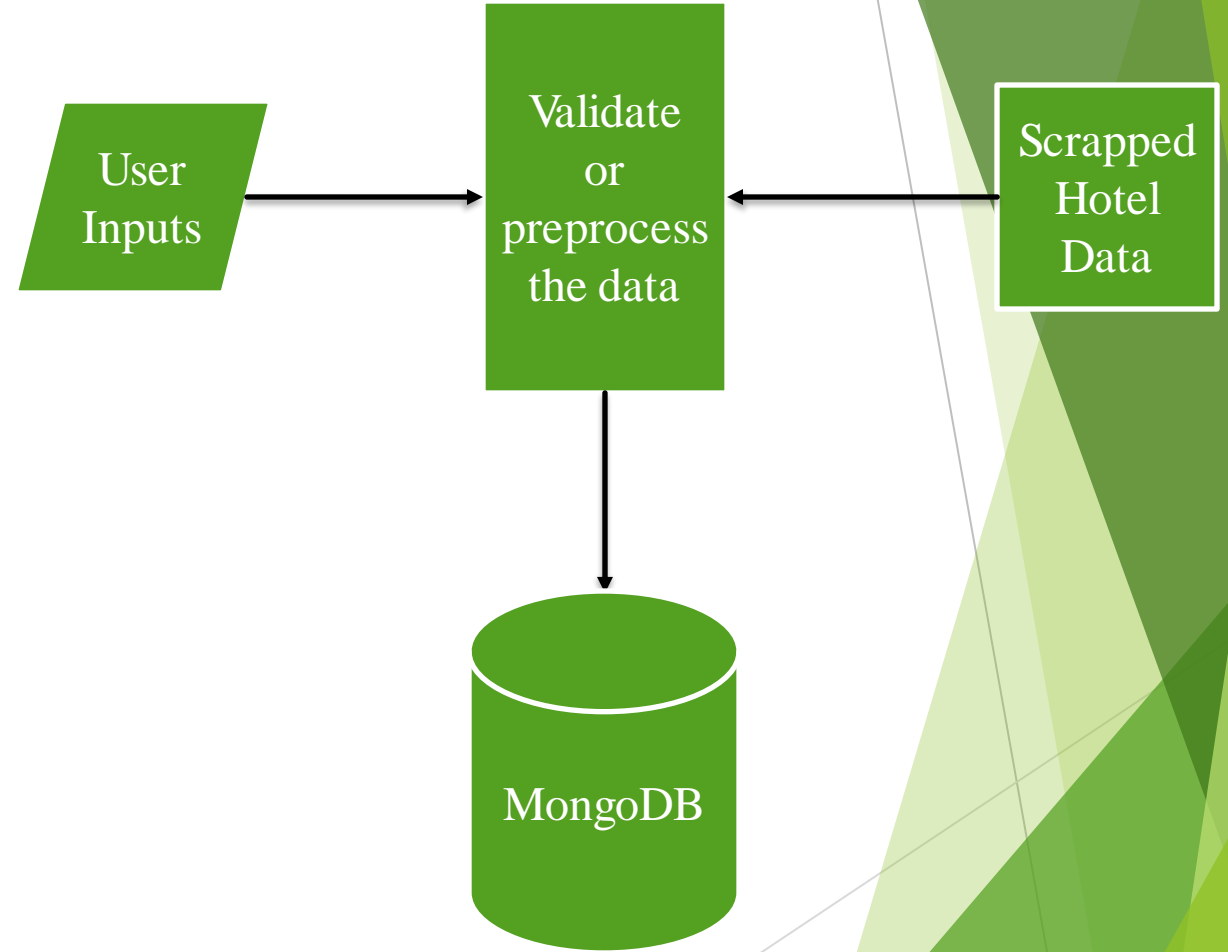 User
Inputs
Validate
or
preprocess
the data
Scrapped
Hotel
Data
MongoDB